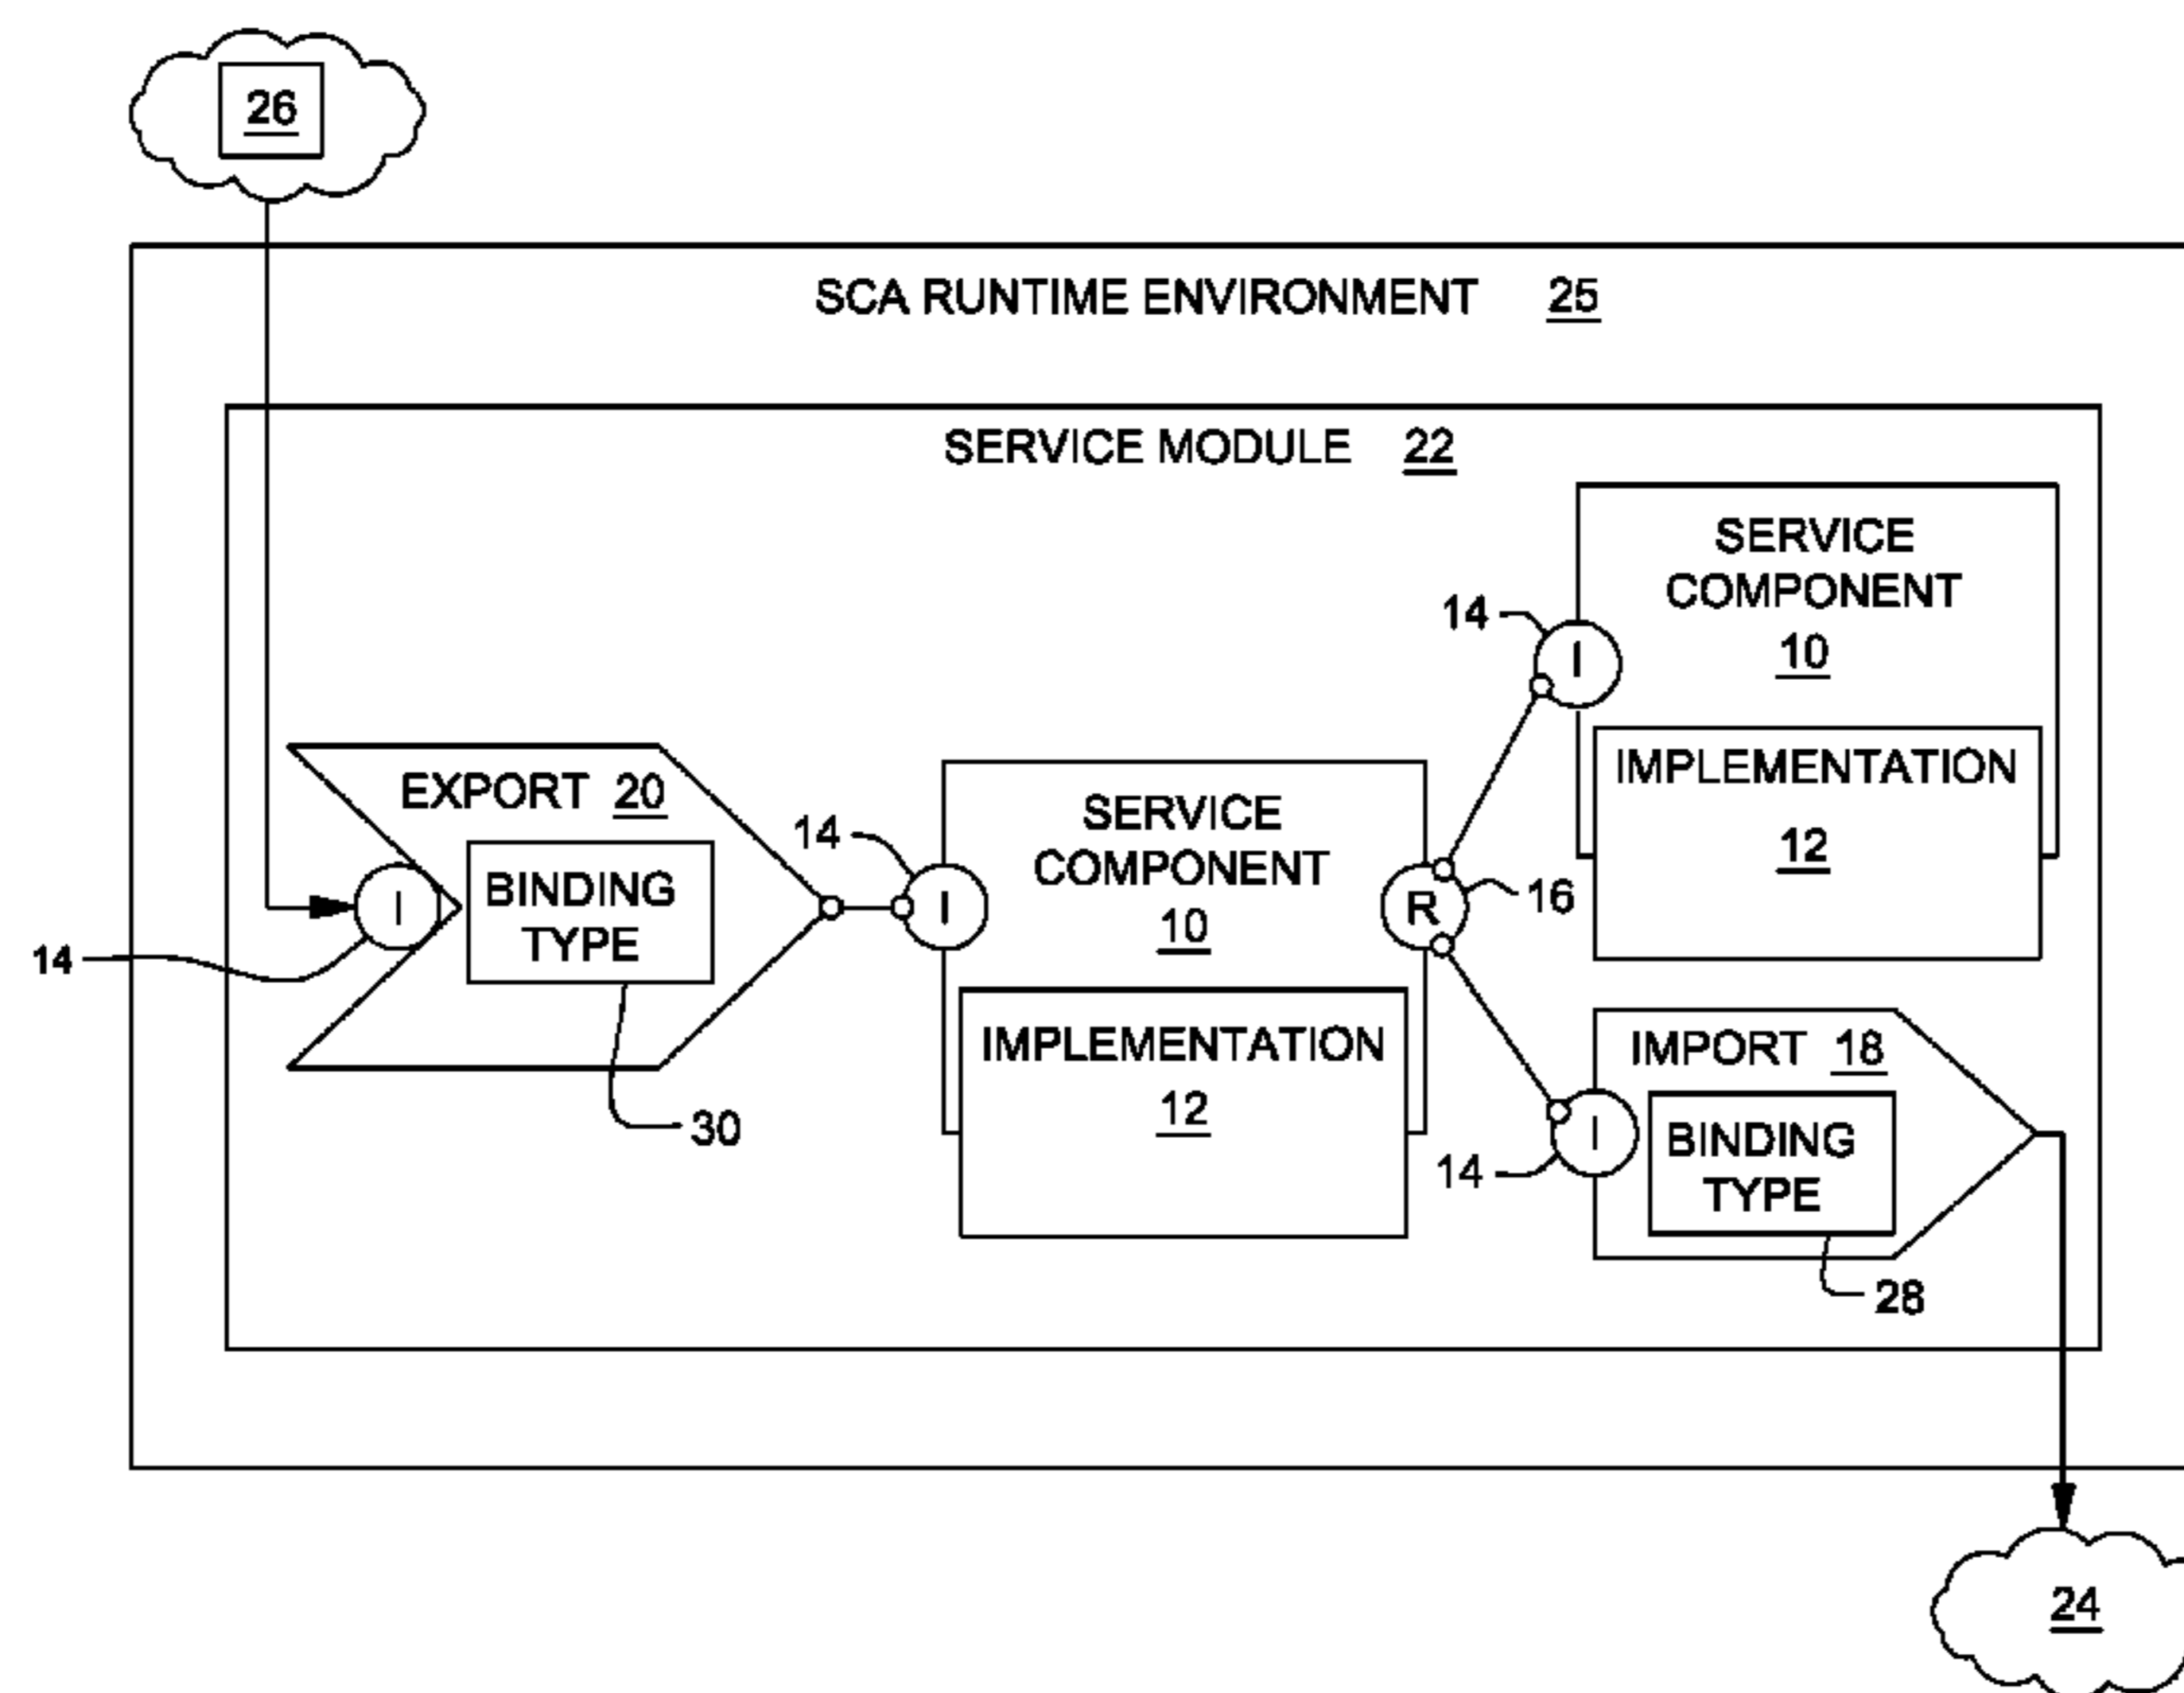 26
SCA RUNTIME ENVIRONMENT 25
SERVICE MODULE 22
SERVICE
COMPONENT
10
14
I
IMPLEMENTATION
12
EXPORT 20
BINDING
TYPE
I
14
30
14
I
SERVICE
COMPONENT
10
IMPLEMENTATION
12
R
16
IMPORT 18
BINDING
TYPE
I
14
28
24